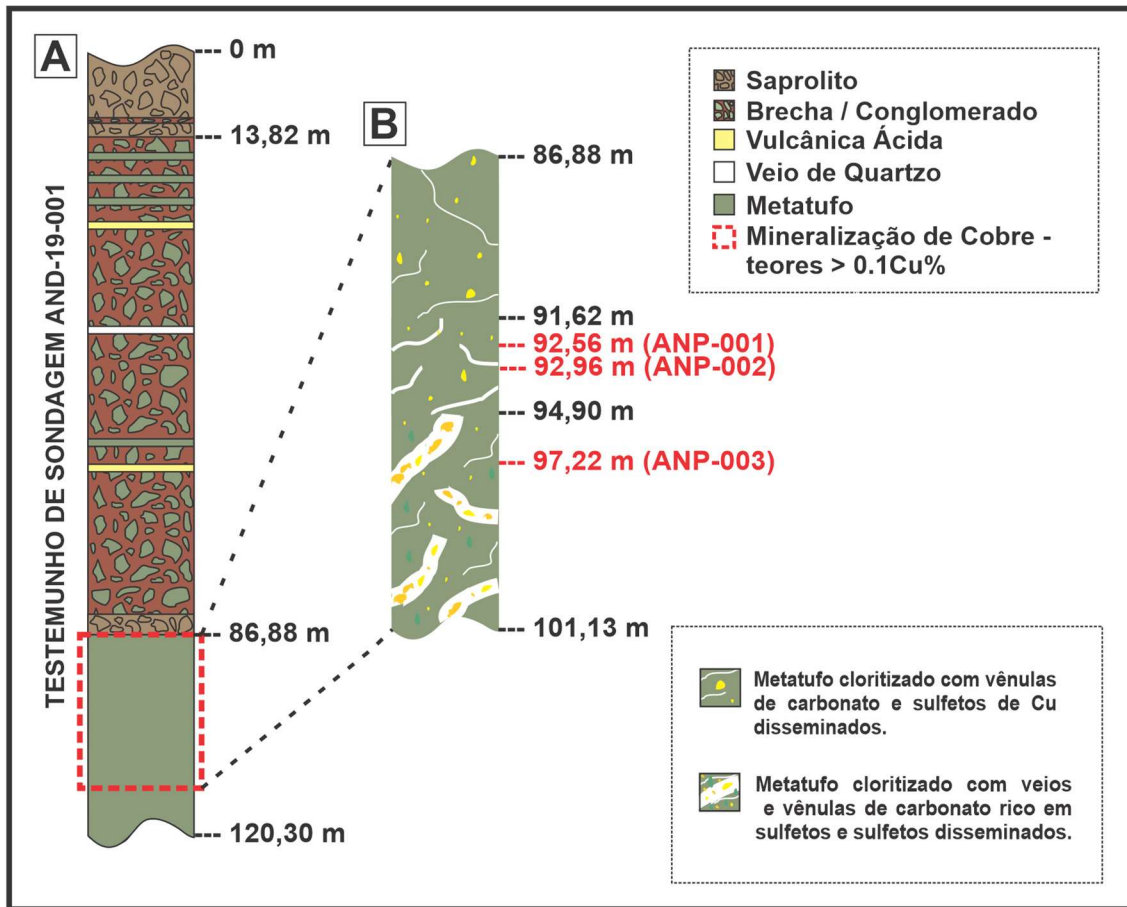 A
TESTEMUNHO DE SONDAGEM AND-19-001
--- 0 m
--- 13,82 m
--- 86,88 m
--- 120,30 m
B
--- 86,88 m
--- 91,62 m
--- 92,56 m (ANP-001)
--- 92,96 m (ANP-002)
--- 94,90 m
--- 97,22 m (ANP-003)
--- 101,13 m
Saprolito
Brecha / Conglomerado
Vulcânica Ácida
Veio de Quartzo
Metatufo
Mineralização de Cobre -
teores > 0.1Cu%
Metatufo cloritizado com vênulas
de carbonato e sulfetos de Cu
disseminados.
Metatufo cloritizado com veios
e vênulas de carbonato rico em
sulfetos e sulfetos disseminados.